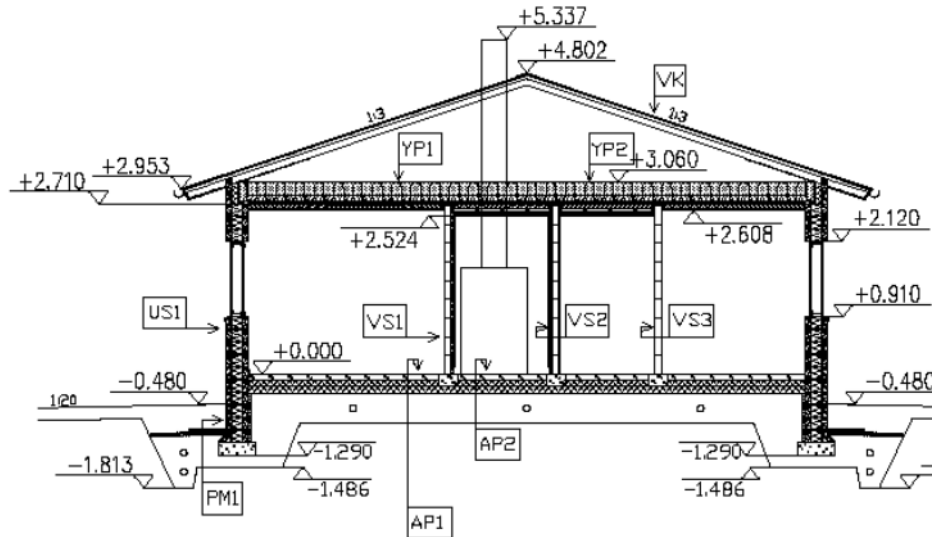 +5.337
+4.802
VK
1:3
1:3
YP1
YP2
+2.953
+3.060
+2.710
+2.524
+2.608
+2.120
US1
VS1
VS2
VS3
+0.910
+0.000
-0.480
-0.480
1:20
AP2
-1.290
-1.290
-1.813
-1.486
-1.486
PM1
AP1